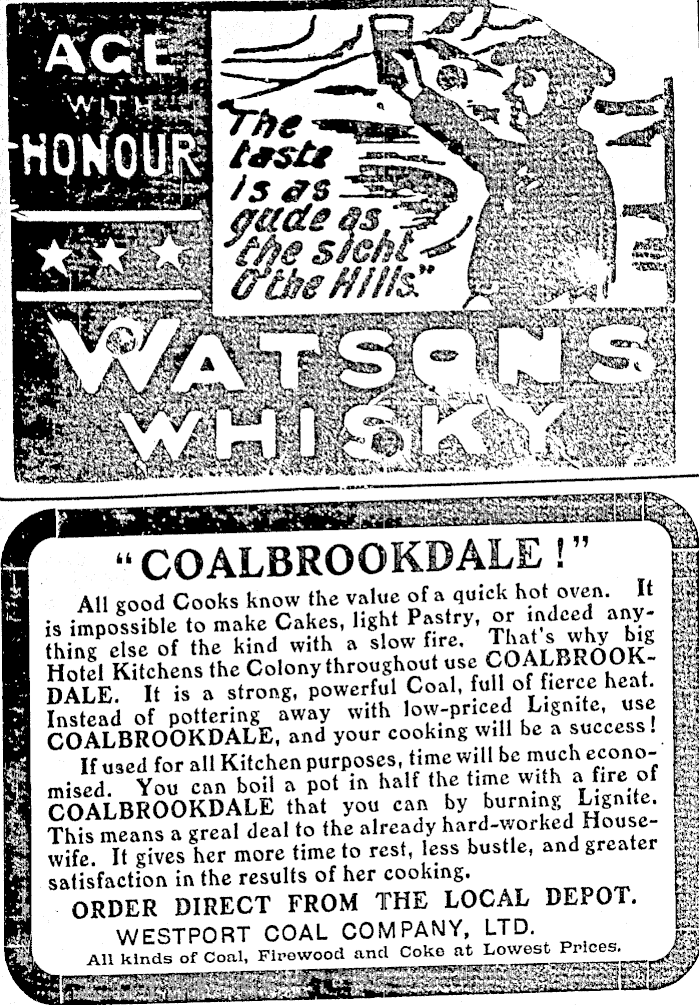 AGE
WITH
HONOUR
"The
taste
is as
gude as
the sicht
O' the Hills."
WATSONS
WHISKY
"COALBROOKDALE!"
All good Cooks know the value of a quick hot oven. It
is impossible to make Cakes, light Pastry, or indeed any-
thing else of the kind with a slow fire. That's why big
Hotel Kitchens the Colony throughout use COALBROOK-
DALE. It is a strong, powerful Coal, full of fierce heat.
Instead of pottering away with low-priced Lignite, use
COALBROOKDALE, and your cooking will be a success!
If used for all Kitchen purposes, time will be much econo-
mised. You can boil a pot in half the time with a fire of
COALBROOKDALE that you can by burning Lignite.
This means a greal deal to the already hard-worked House-
wife. It gives her more time to rest, less bustle, and greater
satisfaction in the results of her cooking.
ORDER DIRECT FROM THE LOCAL DEPOT.
WESTPORT COAL COMPANY, LTD.
All kinds of Coal, Firewood and Coke at Lowest Prices.